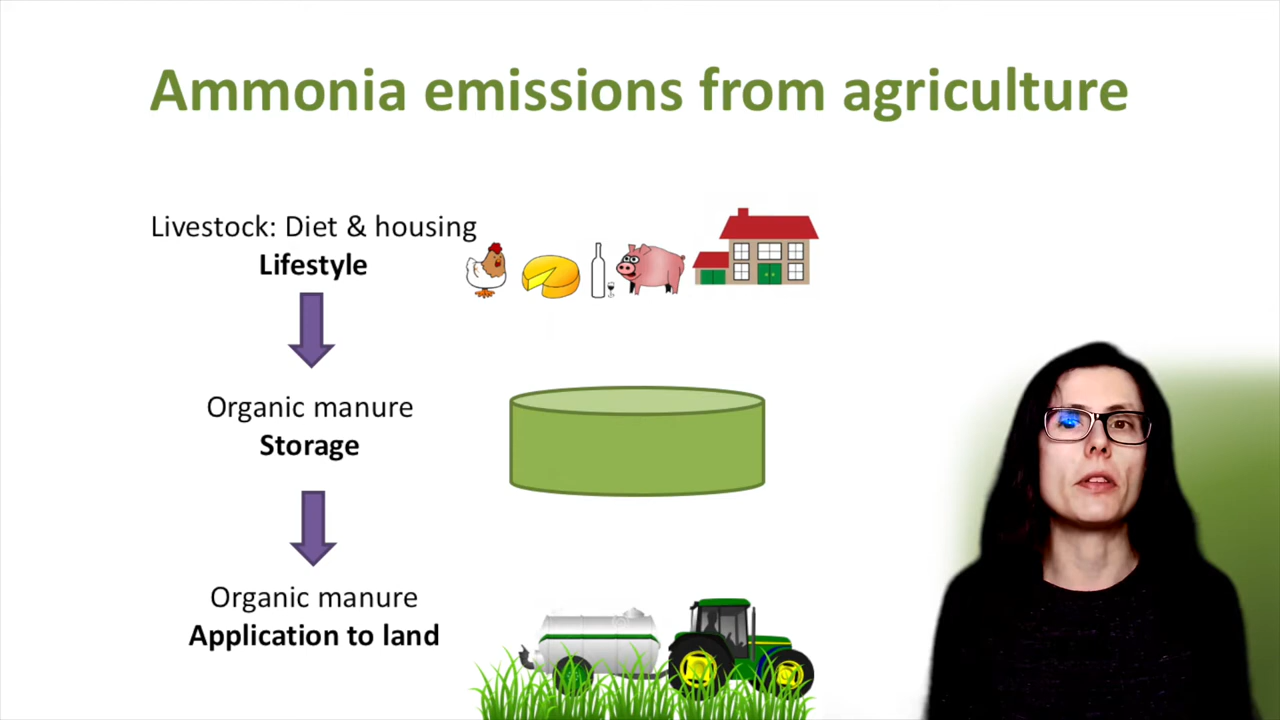 Ammonia emissions from agriculture
Livestock: Diet & housing
Lifestyle
Organic manure
Storage
Organic manure
Application to land